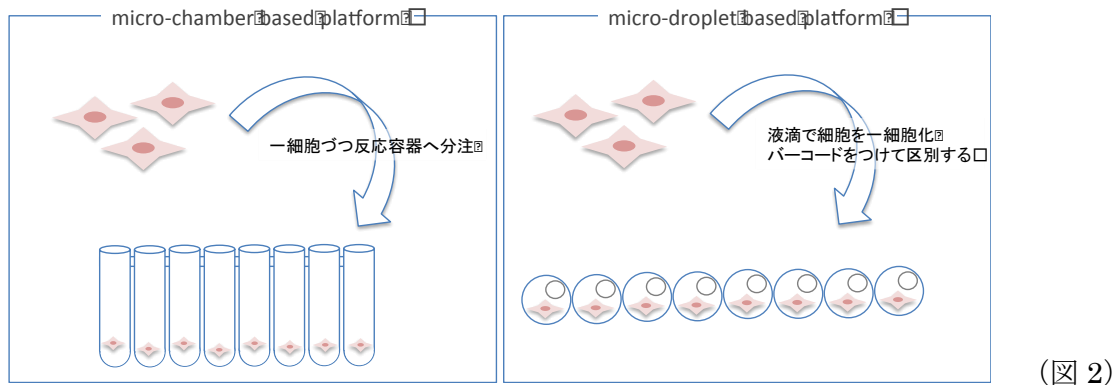 micro-chamber based platform
micro-droplet based platform
一細胞づつ反応容器へ分注
液滴で細胞を一細胞化
バーコードをつけて区別する
(図 2)